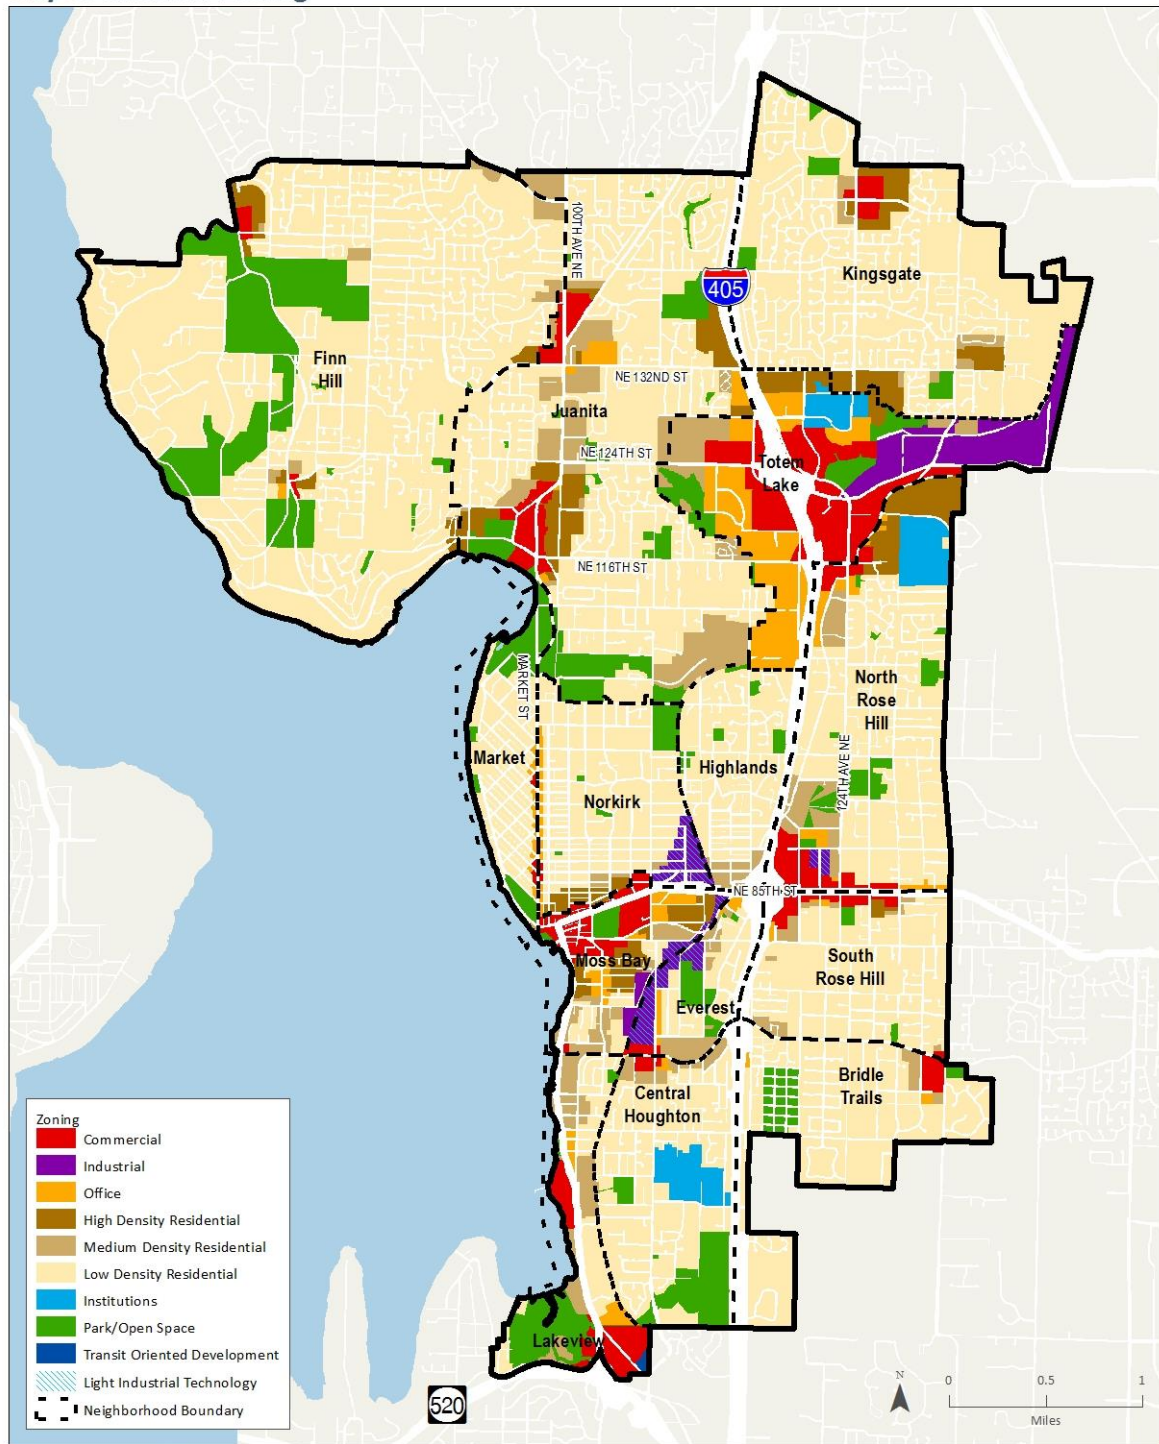 100TH AVE NE
405
Kingsgate
Finn
Hill
NE 132ND ST
Juanita
NE 124TH ST
Totem
Lake
NE 116TH ST
MARKET ST
North
Rose
Hill
Market
Highlands
124TH AVE NE
Norkirk
NE 85TH ST
Moss Bay
South
Rose Hill
Everest
Bridle
Trails
Central
Houghton
Lakeview
520
Zoning
Commercial
Industrial
Office
High Density Residential
Medium Density Residential
Low Density Residential
Institutions
Park/Open Space
Transit Oriented Development
Light Industrial Technology
Neighborhood Boundary
N
0 0.5 1
Miles